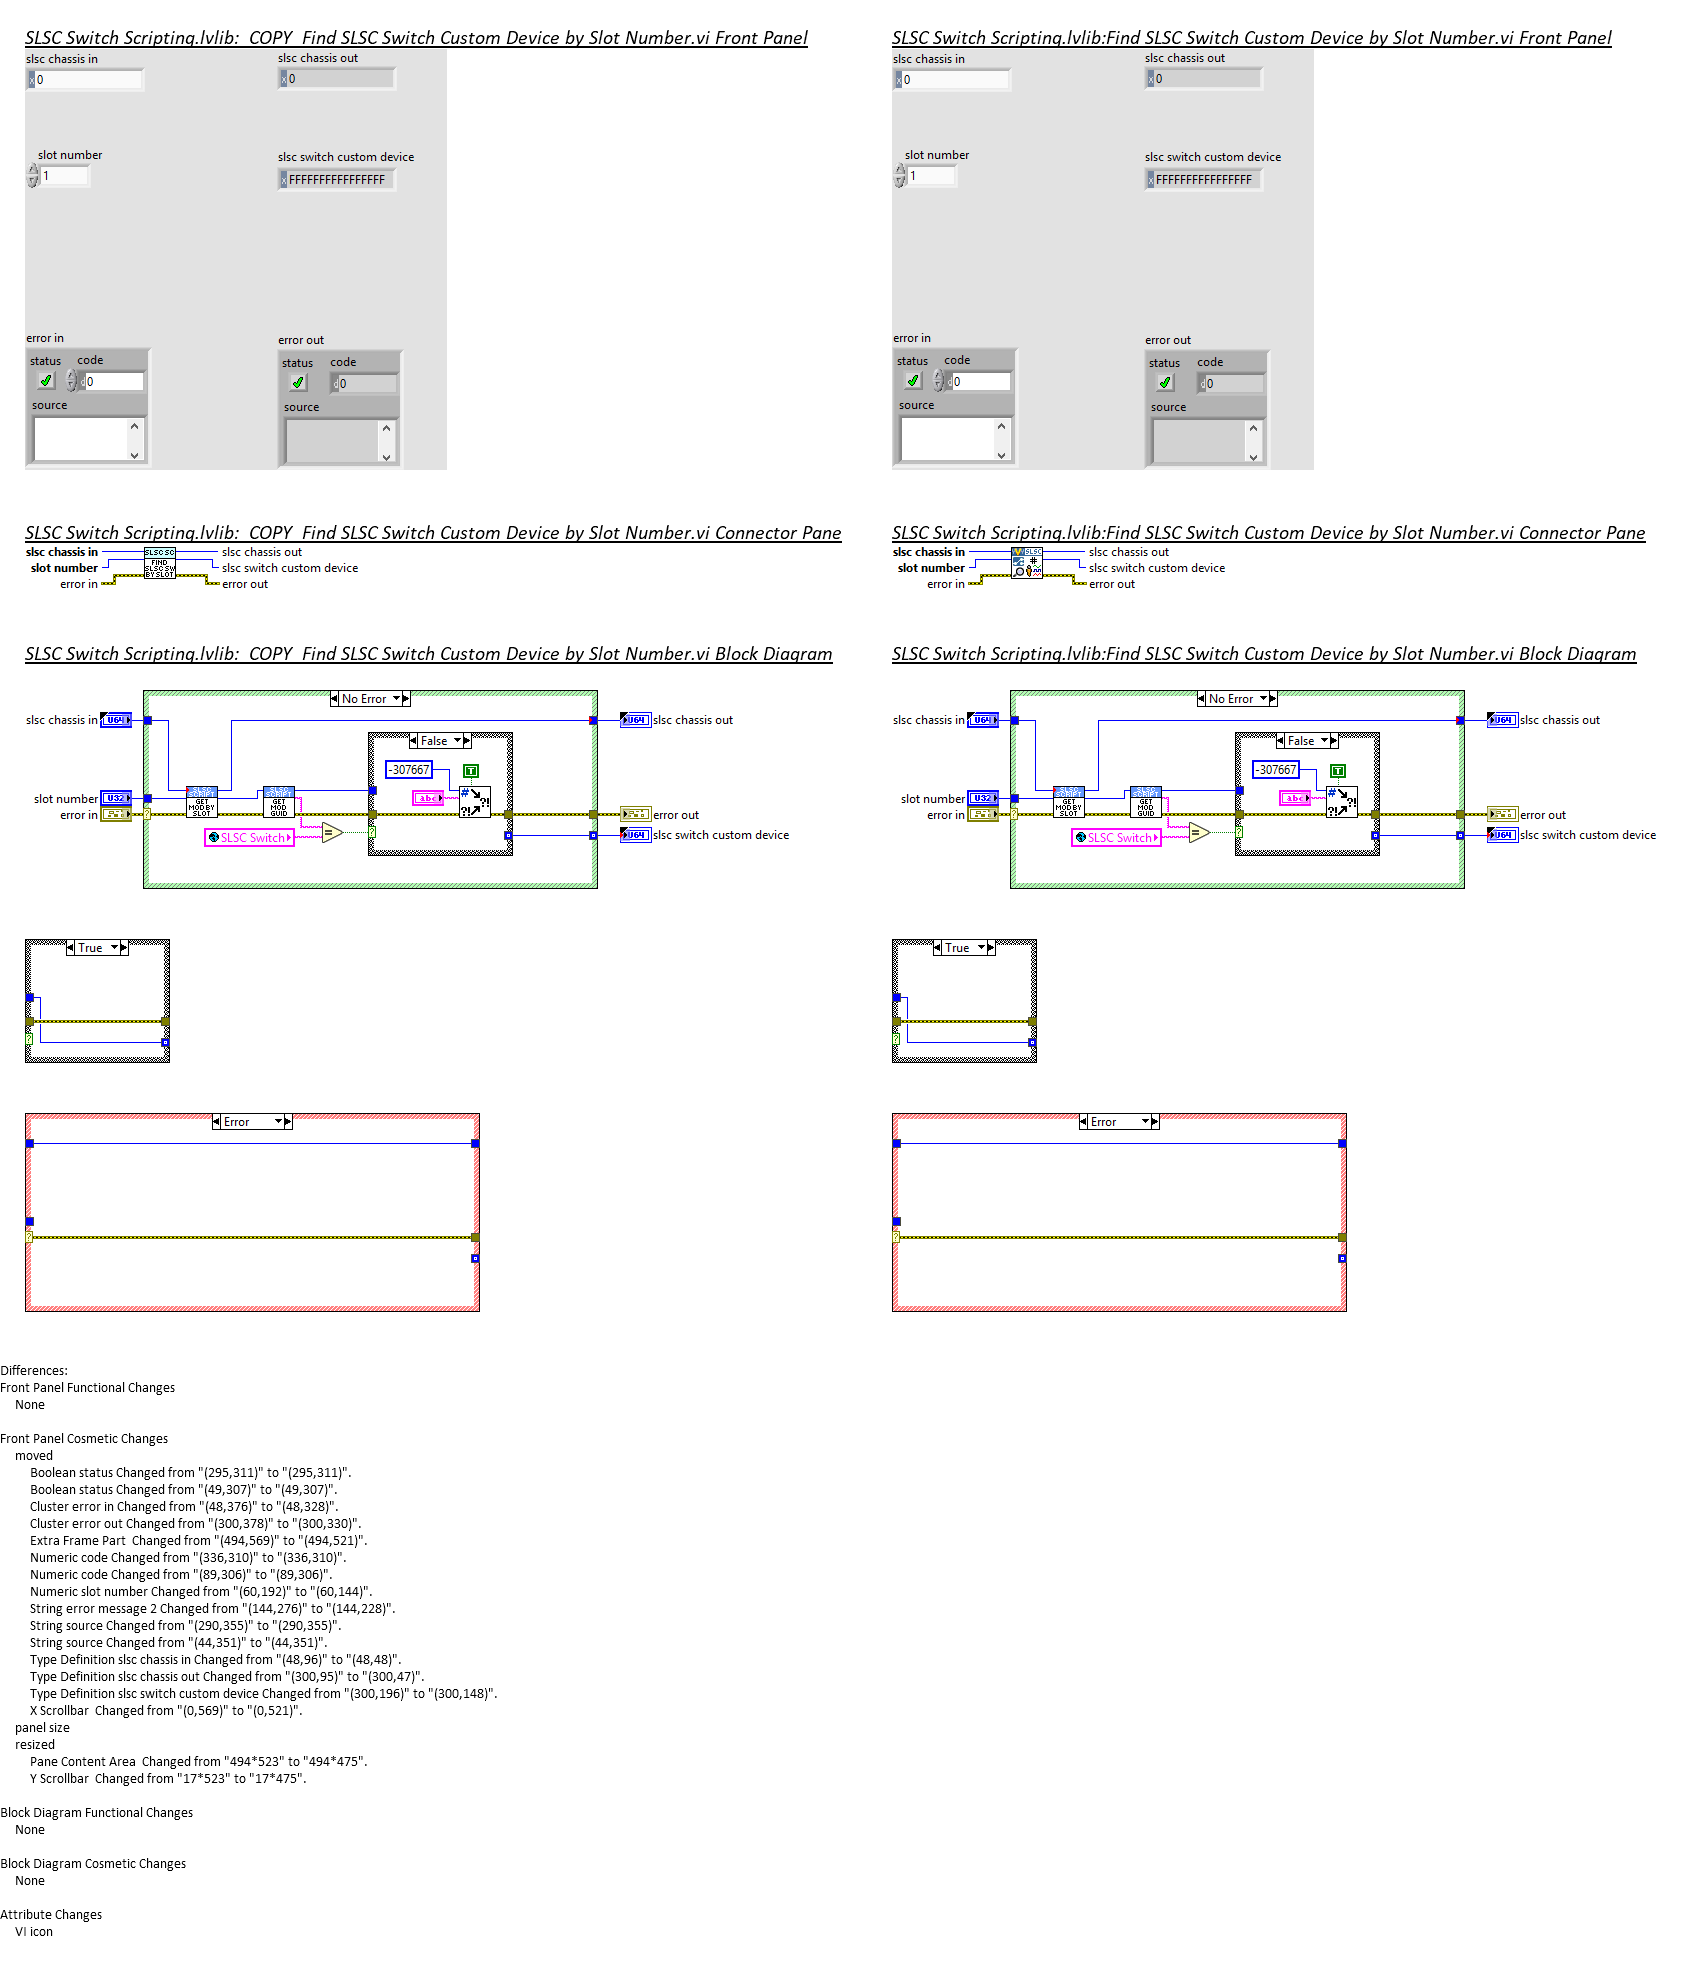 SLSC Switch Scripting.lvlib:  COPY  Find SLSC Switch Custom Device by Slot Number.vi Front Panel
slsc chassis in
slsc chassis out
x 0
x 0
slot number
slsc switch custom device
1
x FFFFFFFFFFFFFFFF
error in
error out
status
code
status
code
d 0
d 0
source
source
SLSC Switch Scripting.lvlib:Find SLSC Switch Custom Device by Slot Number.vi Front Panel
slsc chassis in
slsc chassis out
x 0
x 0
slot number
slsc switch custom device
1
x FFFFFFFFFFFFFFFF
error in
error out
status
code
status
code
d 0
d 0
source
source
SLSC Switch Scripting.lvlib:  COPY  Find SLSC Switch Custom Device by Slot Number.vi Connector Pane
slsc chassis in
slot number
error in
SLSC SC
FIND
SLSC SW
BY SLOT
slsc chassis out
slsc switch custom device
error out
SLSC Switch Scripting.lvlib:Find SLSC Switch Custom Device by Slot Number.vi Connector Pane
slsc chassis in
slot number
error in
SLSC
#
slsc chassis out
slsc switch custom device
error out
SLSC Switch Scripting.lvlib:  COPY  Find SLSC Switch Custom Device by Slot Number.vi Block Diagram
No Error
slsc chassis in
U64
U64
slsc chassis out
False
-307667
T
abc
#
?!
?!
slot number
U32
error in
SLSC
SCRIPT
GET
MOD BY
SLOT
SLSC
SCRIPT
GET
MOD
GUID
?
?
SLSC Switch
=
error out
U64
slsc switch custom device
True
?
Error
?
SLSC Switch Scripting.lvlib:Find SLSC Switch Custom Device by Slot Number.vi Block Diagram
No Error
slsc chassis in
U64
U64
slsc chassis out
False
-307667
T
abc
#
?!
?!
slot number
U32
error in
SLSC
SCRIPT
GET
MOD BY
SLOT
SLSC
SCRIPT
GET
MOD
GUID
?
?
SLSC Switch
=
error out
U64
slsc switch custom device
True
?
Error
?
Differences:
Front Panel Functional Changes
None
Front Panel Cosmetic Changes
moved
Boolean status Changed from "(295,311)" to "(295,311)".
Boolean status Changed from "(49,307)" to "(49,307)".
Cluster error in Changed from "(48,376)" to "(48,328)".
Cluster error out Changed from "(300,378)" to "(300,330)".
Extra Frame Part  Changed from "(494,569)" to "(494,521)".
Numeric code Changed from "(336,310)" to "(336,310)".
Numeric code Changed from "(89,306)" to "(89,306)".
Numeric slot number Changed from "(60,192)" to "(60,144)".
String error message 2 Changed from "(144,276)" to "(144,228)".
String source Changed from "(290,355)" to "(290,355)".
String source Changed from "(44,351)" to "(44,351)".
Type Definition slsc chassis in Changed from "(48,96)" to "(48,48)".
Type Definition slsc chassis out Changed from "(300,95)" to "(300,47)".
Type Definition slsc switch custom device Changed from "(300,196)" to "(300,148)".
X Scrollbar  Changed from "(0,569)" to "(0,521)".
panel size
resized
Pane Content Area  Changed from "494*523" to "494*475".
Y Scrollbar  Changed from "17*523" to "17*475".
Block Diagram Functional Changes
None
Block Diagram Cosmetic Changes
None
Attribute Changes
VI icon